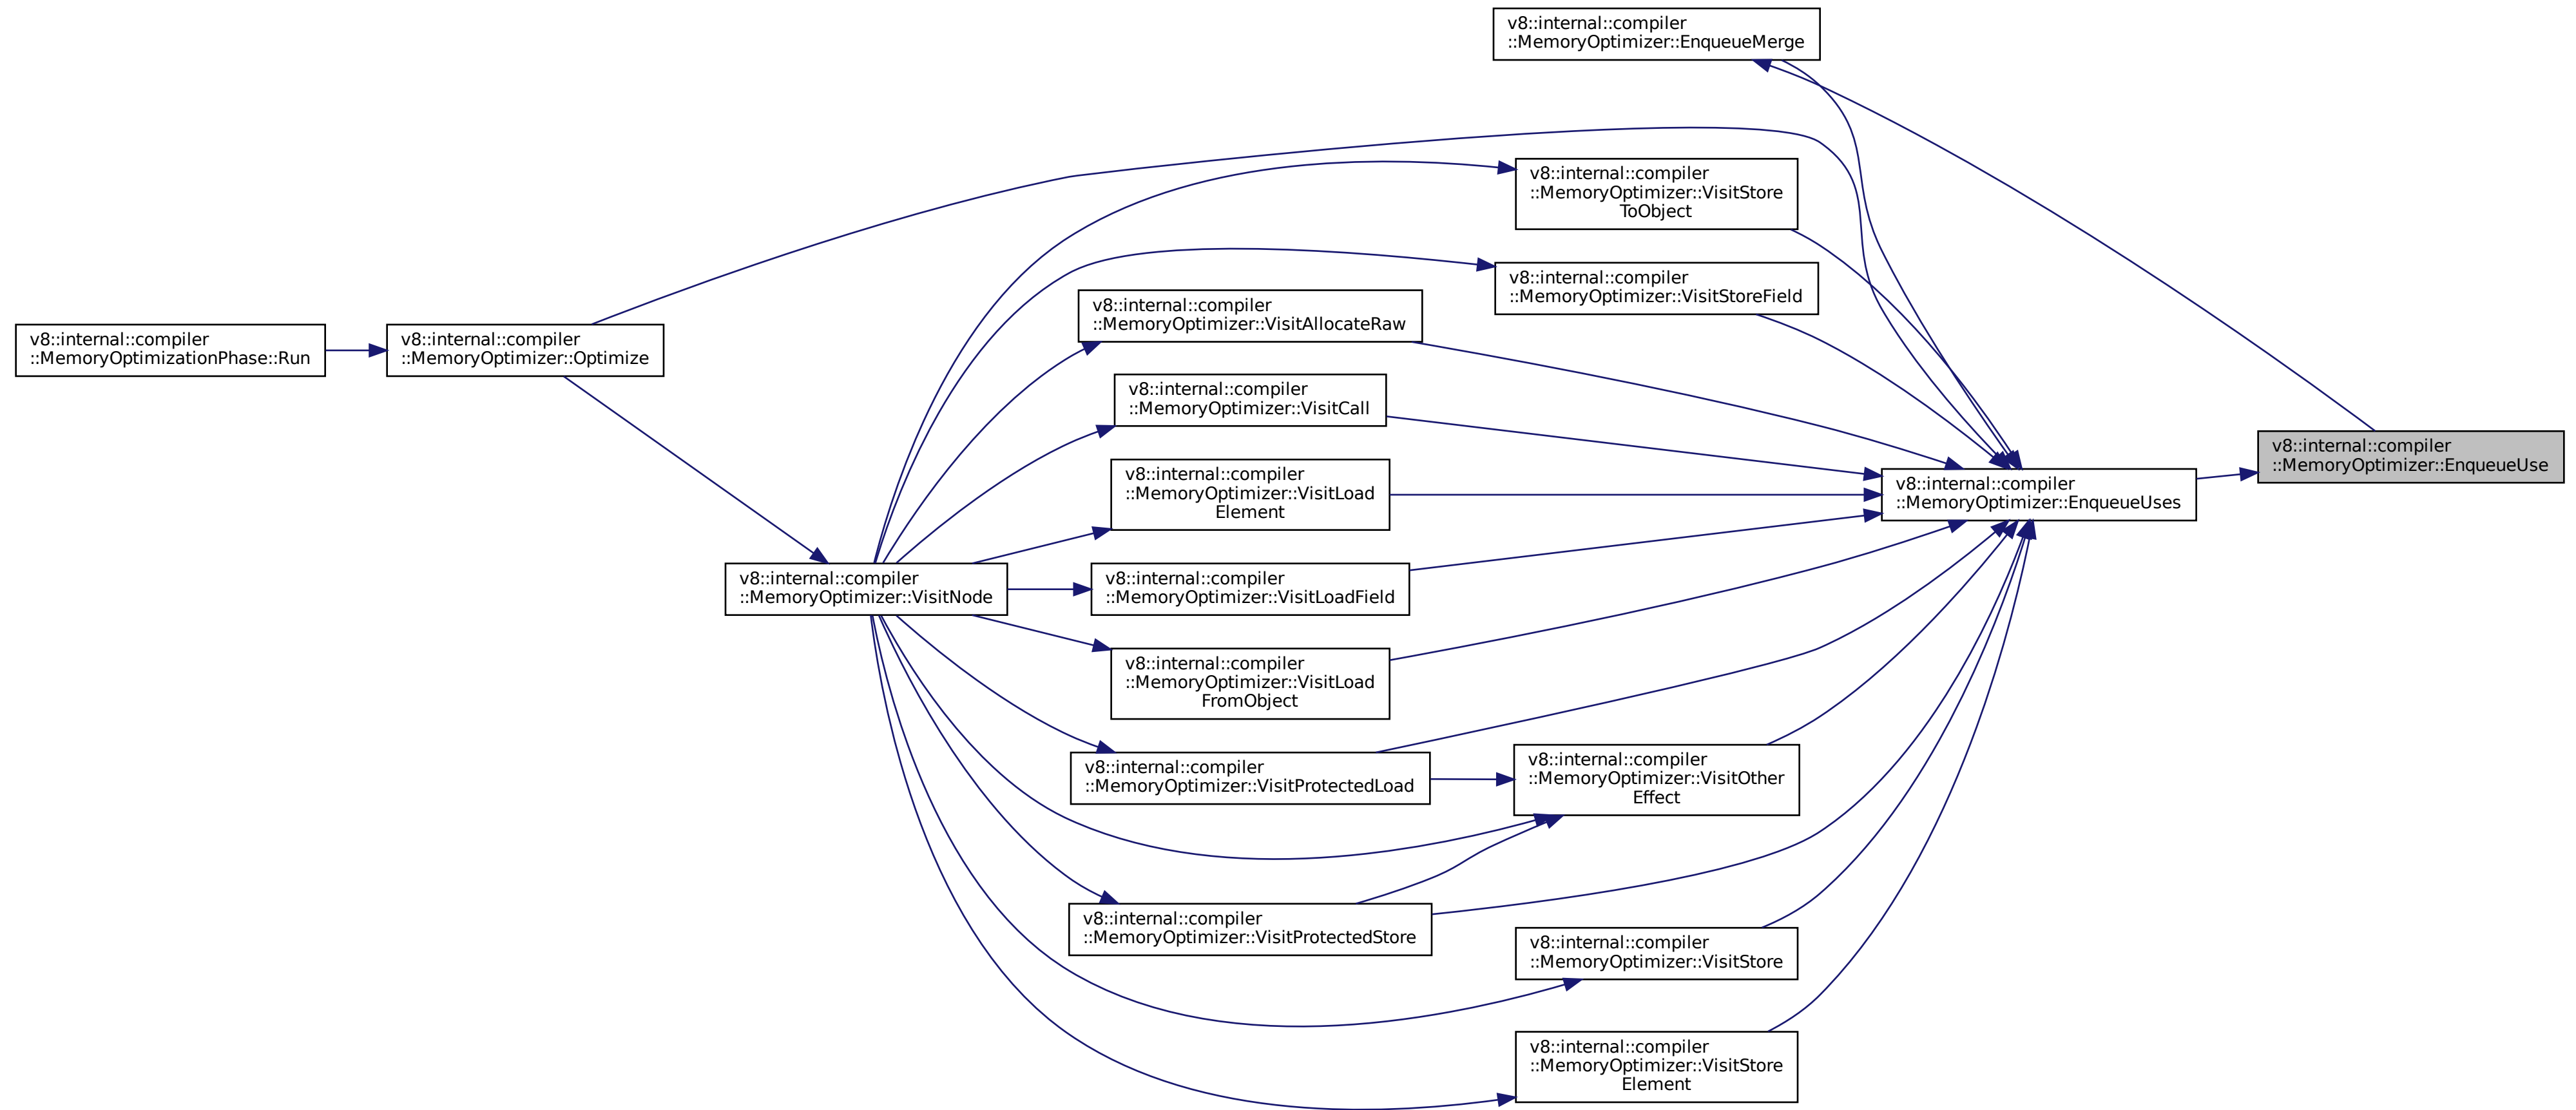 v8::internal::compiler
::MemoryOptimizer::EnqueueMerge
v8::internal::compiler
::MemoryOptimizer::VisitStore
ToObject
v8::internal::compiler
::MemoryOptimizer::VisitStoreField
v8::internal::compiler
::MemoryOptimizer::VisitAllocateRaw
v8::internal::compiler
::MemoryOptimizationPhase::Run
v8::internal::compiler
::MemoryOptimizer::Optimize
v8::internal::compiler
::MemoryOptimizer::VisitCall
v8::internal::compiler
::MemoryOptimizer::EnqueueUse
v8::internal::compiler
::MemoryOptimizer::VisitLoad
Element
v8::internal::compiler
::MemoryOptimizer::EnqueueUses
v8::internal::compiler
::MemoryOptimizer::VisitNode
v8::internal::compiler
::MemoryOptimizer::VisitLoadField
v8::internal::compiler
::MemoryOptimizer::VisitLoad
FromObject
v8::internal::compiler
::MemoryOptimizer::VisitProtectedLoad
v8::internal::compiler
::MemoryOptimizer::VisitOther
Effect
v8::internal::compiler
::MemoryOptimizer::VisitProtectedStore
v8::internal::compiler
::MemoryOptimizer::VisitStore
v8::internal::compiler
::MemoryOptimizer::VisitStore
Element